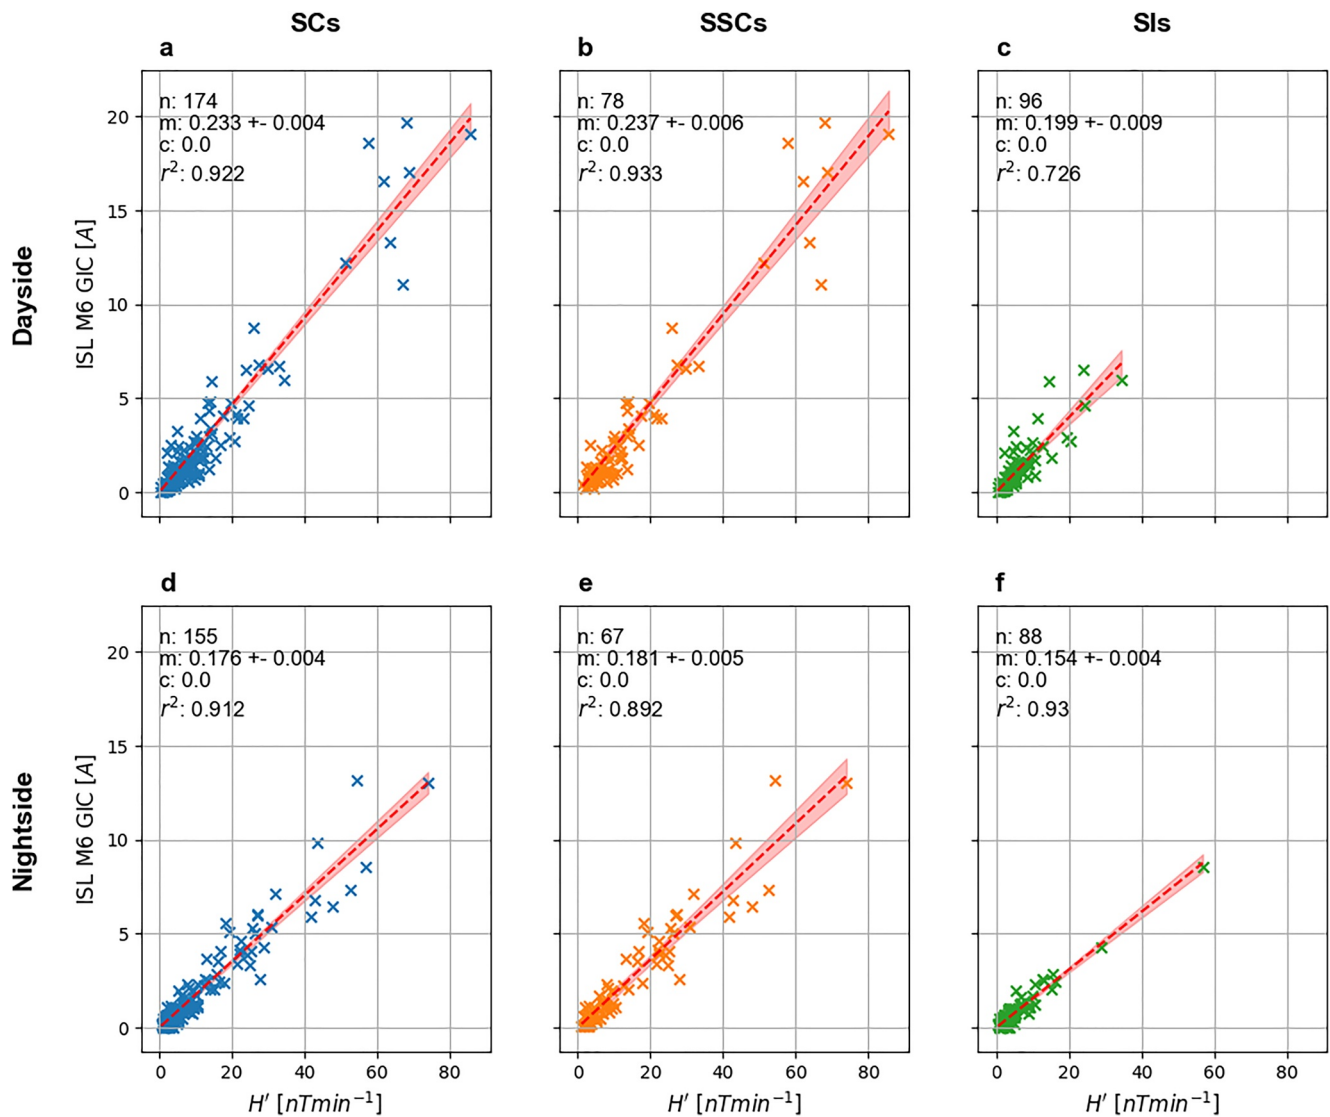 SCs
SSCs
SIs
a
b
c
n: 174
m: 0.233 +- 0.004
c: 0.0
r²: 0.922
n: 78
m: 0.237 +- 0.006
c: 0.0
r²: 0.933
n: 96
m: 0.199 +- 0.009
c: 0.0
r²: 0.726
Dayside
ISL M6 GIC [A]
20
15
10
5
0
d
e
f
n: 155
m: 0.176 +- 0.004
c: 0.0
r²: 0.912
n: 67
m: 0.181 +- 0.005
c: 0.0
r²: 0.892
n: 88
m: 0.154 +- 0.004
c: 0.0
r²: 0.93
Nightside
ISL M6 GIC [A]
20
15
10
5
0
0 20 40 60 80
0 20 40 60 80
0 20 40 60 80
H′ [nTmin⁻¹]
H′ [nTmin⁻¹]
H′ [nTmin⁻¹]